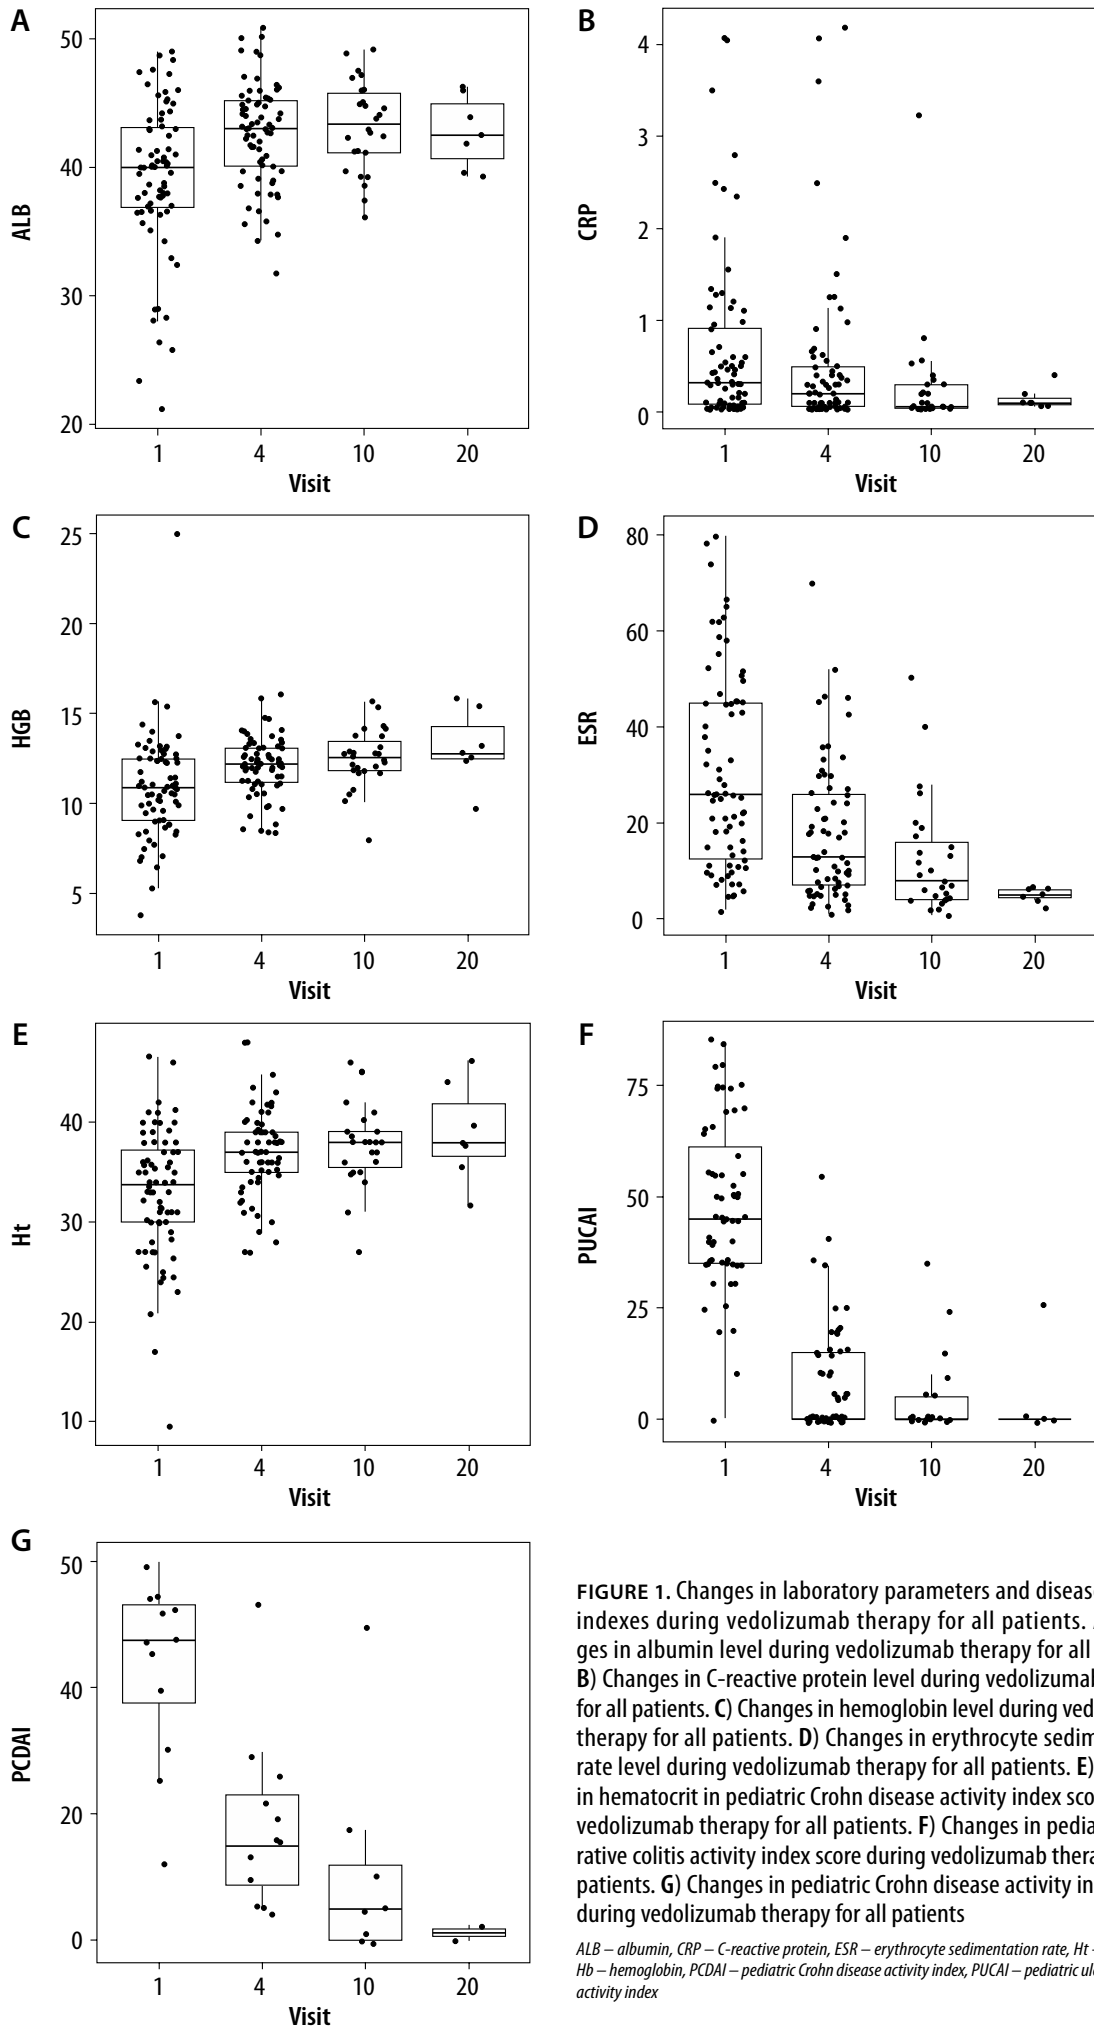 A
ALB
50
40
30
20
1 4 10 20
Visit
B
CRP
4
3
2
1
0
1 4 10 20
Visit
C
HGB
25
20
15
10
5
1 4 10 20
Visit
D
ESR
80
60
40
20
0
1 4 10 20
Visit
E
Ht
40
30
20
10
1 4 10 20
Visit
F
PUCAI
75
50
25
0
1 4 10 20
Visit
G
PCDAI
50
40
20
0
1 4 10 20
Visit
FIGURE 1. Changes in laboratory parameters and diseas
indexes during vedolizumab therapy for all patients.
ges in albumin level during vedolizumab therapy for all
B) Changes in C-reactive protein level during vedolizumal
for all patients. C) Changes in hemoglobin level during ved
therapy for all patients. D) Changes in erythrocyte sedim
rate level during vedolizumab therapy for all patients. E)
in hematocrit in pediatric Crohn disease activity index sco
vedolizumab therapy for all patients. F) Changes in pedia
rative colitis activity index score during vedolizumab thera
patients. G) Changes in pediatric Crohn disease activity in
during vedolizumab therapy for all patients
ALB – albumin, CRP – C-reactive protein, ESR – erythrocyte sedimentation rate, Ht -
Hb – hemoglobin, PCDAI – pediatric Crohn disease activity index, PUCAI – pediatric ul
activity index